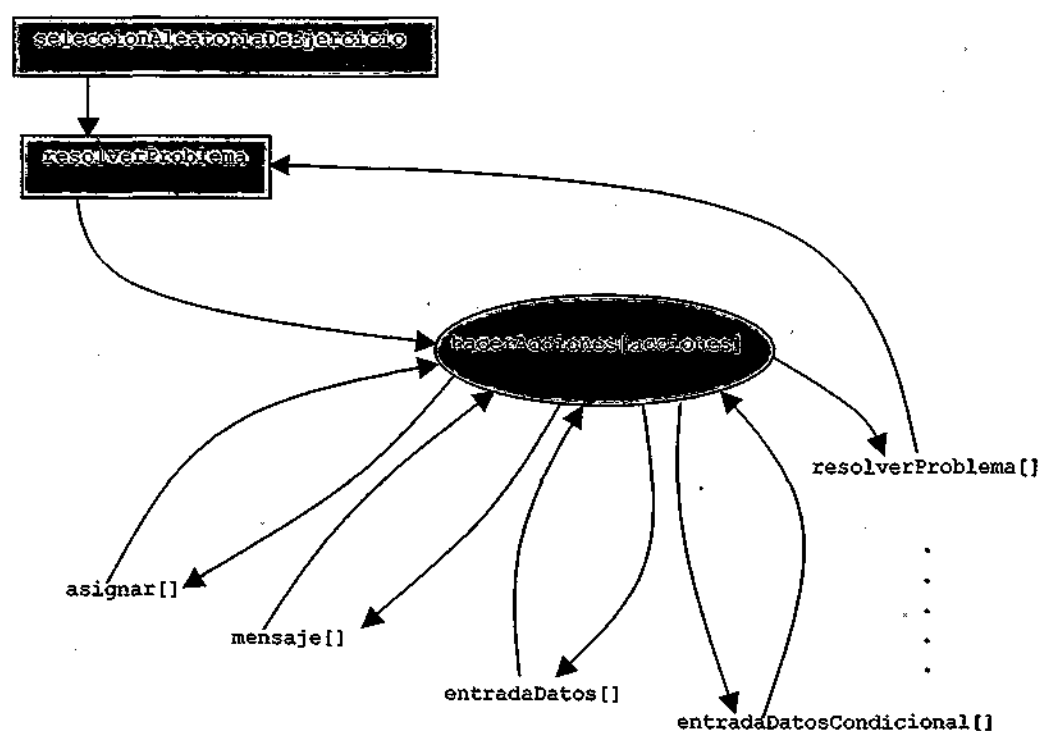 seleccionAleatoriaDeEjercicio
resolverProblema
hacerAcciones[acciones]
resolverProblema[]
asignar[]
mensaje[]
entradaDatos[]
entradaDatosCondicional[]